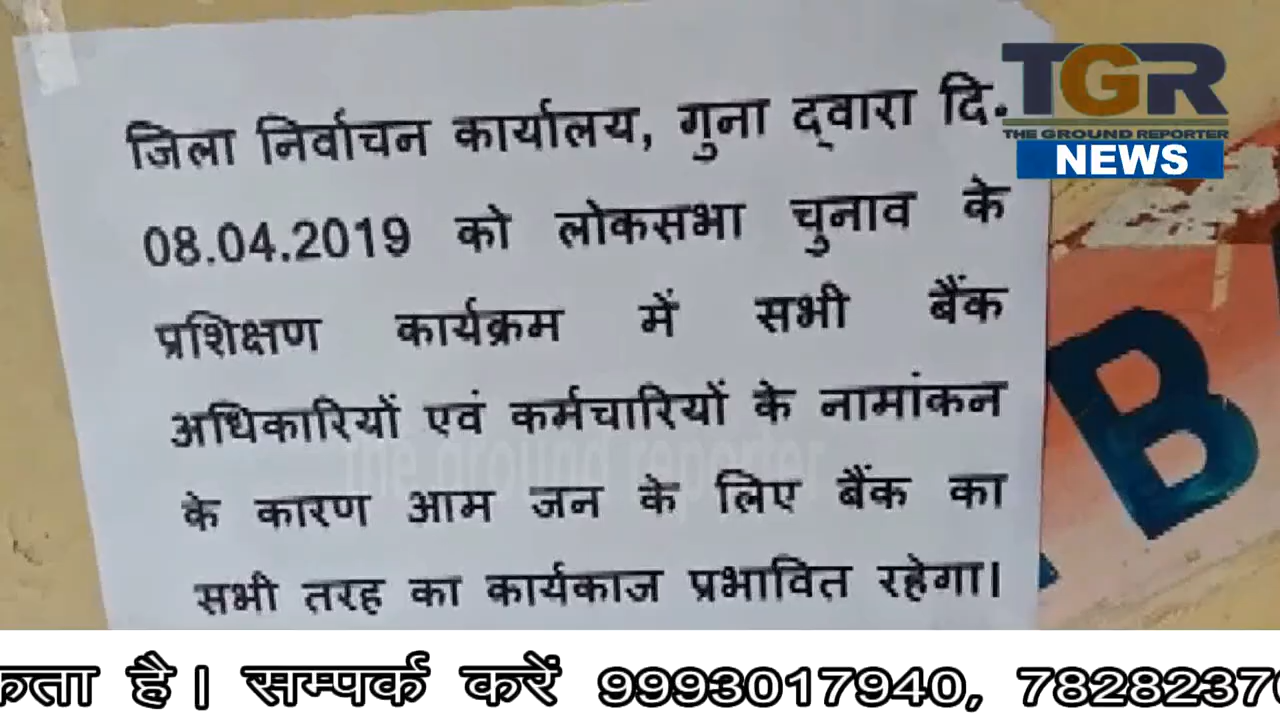 जिला निर्वाचन कार्यालय, गुना द्‌वारा दि.
08.04.2019 को लोकसभा चुनाव के
प्रशिक्षण कार्यक्रम में सभी बैंक
अधिकारियों एवं कर्मचारियों के नामांकन
के कारण आम जन के लिए बैंक का
सभी तरह का कार्यकाज प्रभावित रहेगा।
TGR
THE GROUND REPORTER
NEWS
the ground reporter
B
है। सम्पर्क करें 9993017940,